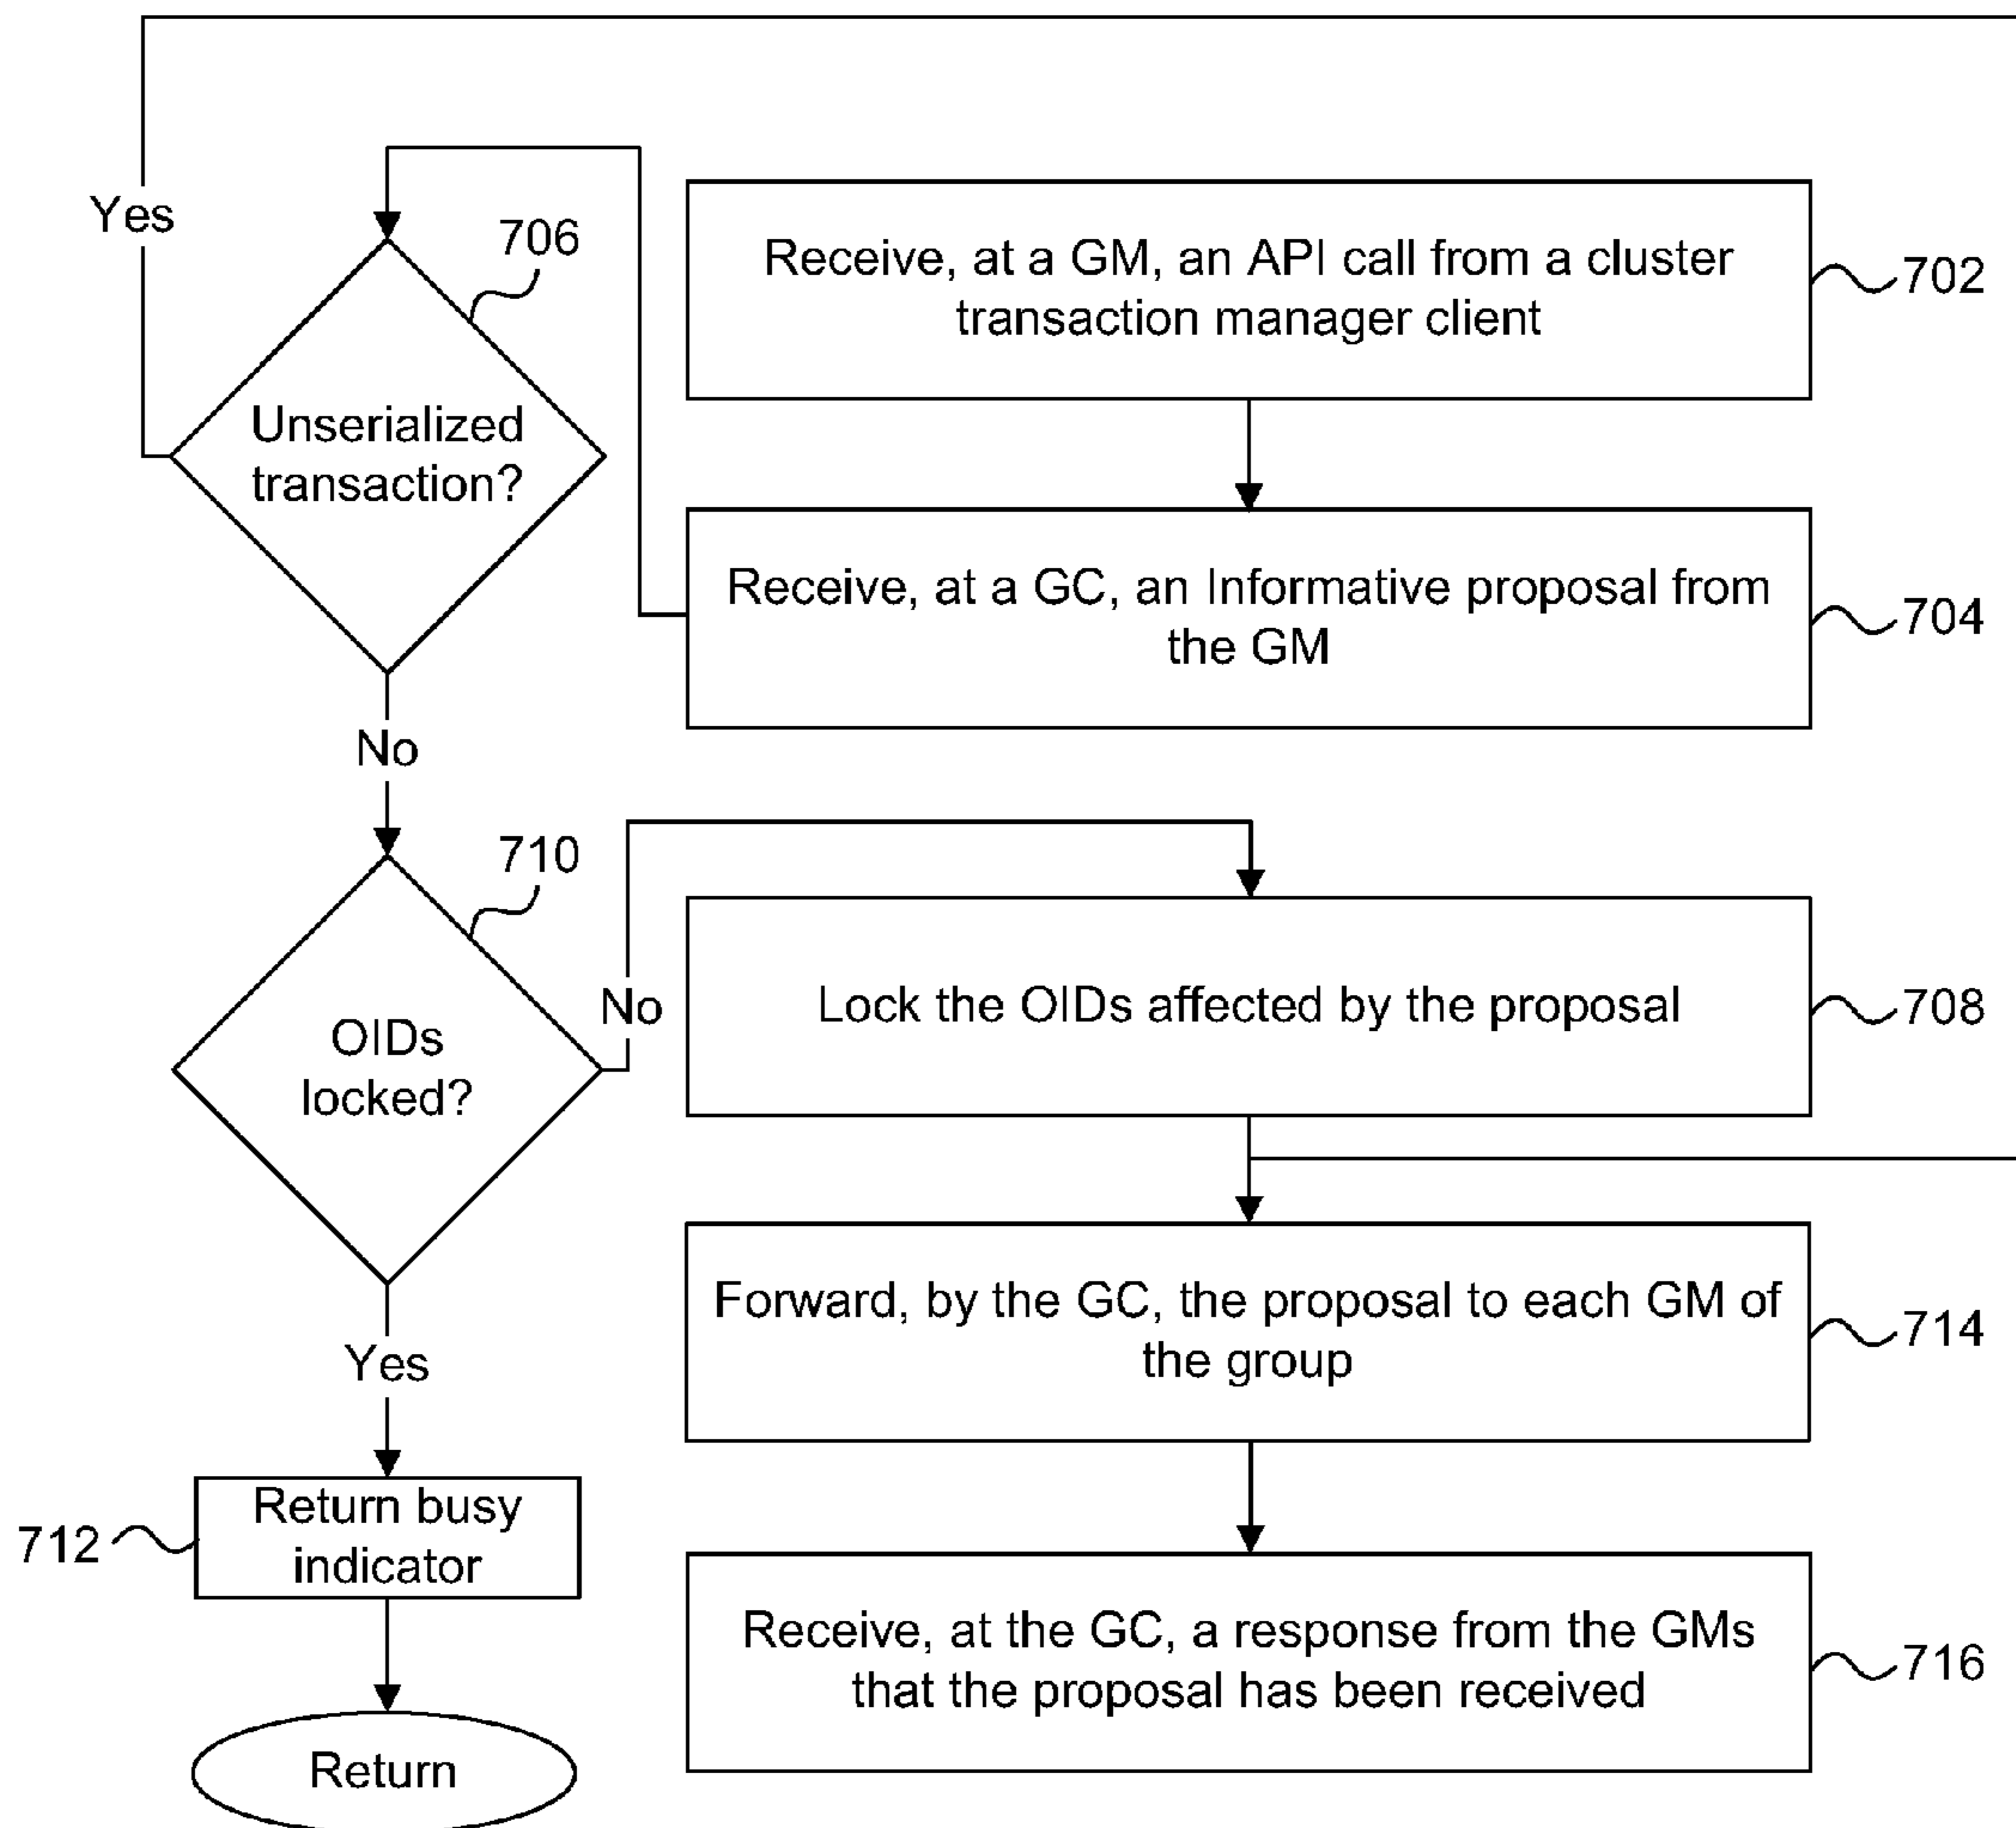 Receive, at a GM, an API call from a cluster
transaction manager client
702
Receive, at a GC, an Informative proposal from
the GM
704
Yes
706
Unserialized
transaction?
No
710
OIDs
locked?
No
Lock the OIDs affected by the proposal
708
Yes
712
Return busy
indicator
Return
Forward, by the GC, the proposal to each GM of
the group
714
Receive, at the GC, a response from the GMs
that the proposal has been received
716